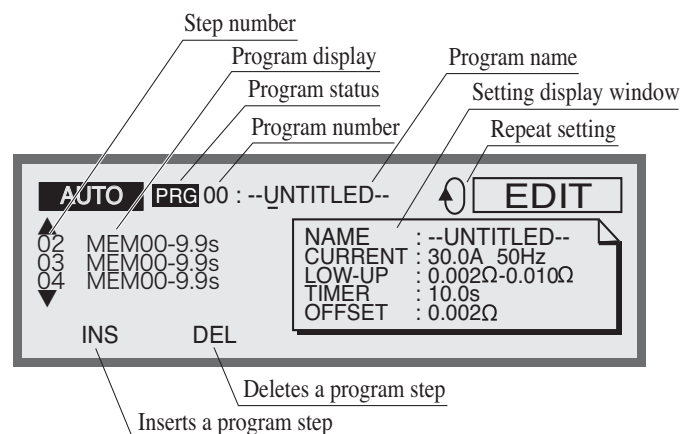 Step number
Program display
Program name
Program status
Setting display window
Program number
Repeat setting
AUTO PRG 00 : --UNTITLED-- EDIT
02 MEM00-9.9s
03 MEM00-9.9s
04 MEM00-9.9s
NAME : --UNTITLED--
CURRENT : 30.0A 50Hz
LOW-UP : 0.002Ω-0.010Ω
TIMER : 10.0s
OFFSET : 0.002Ω
INS DEL
Deletes a program step
Inserts a program step